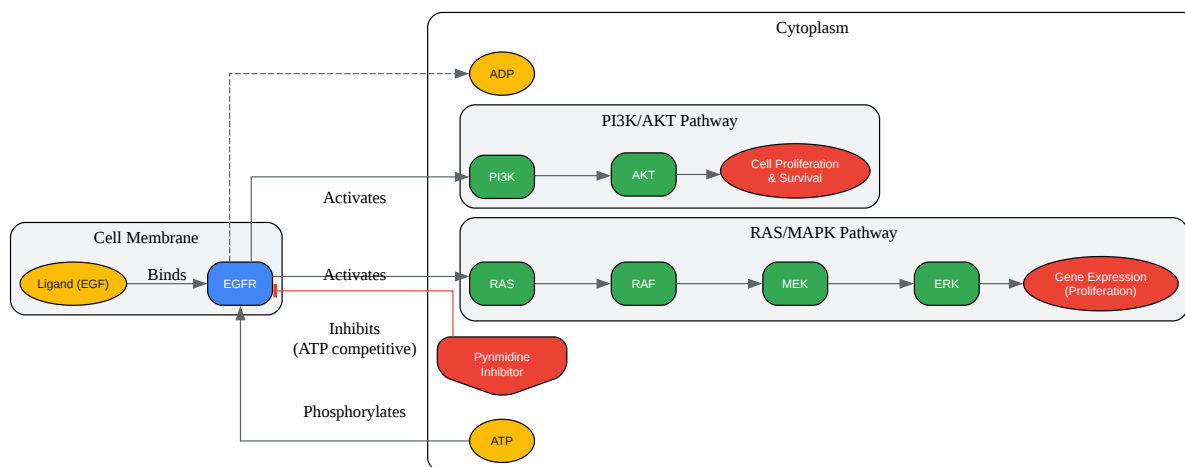 Cytoplasm
ADP
PI3K/AKT Pathway
PI3K
AKT
Cell Proliferation
& Survival
Activates
Cell Membrane
Ligand (EGF)
Binds
EGFR
RAS/MAPK Pathway
Activates
RAS
RAF
MEK
ERK
Gene Expression
(Proliferation)
Inhibits
(ATP competitive)
Pyrimidine
Inhibitor
Phosphorylates
ATP